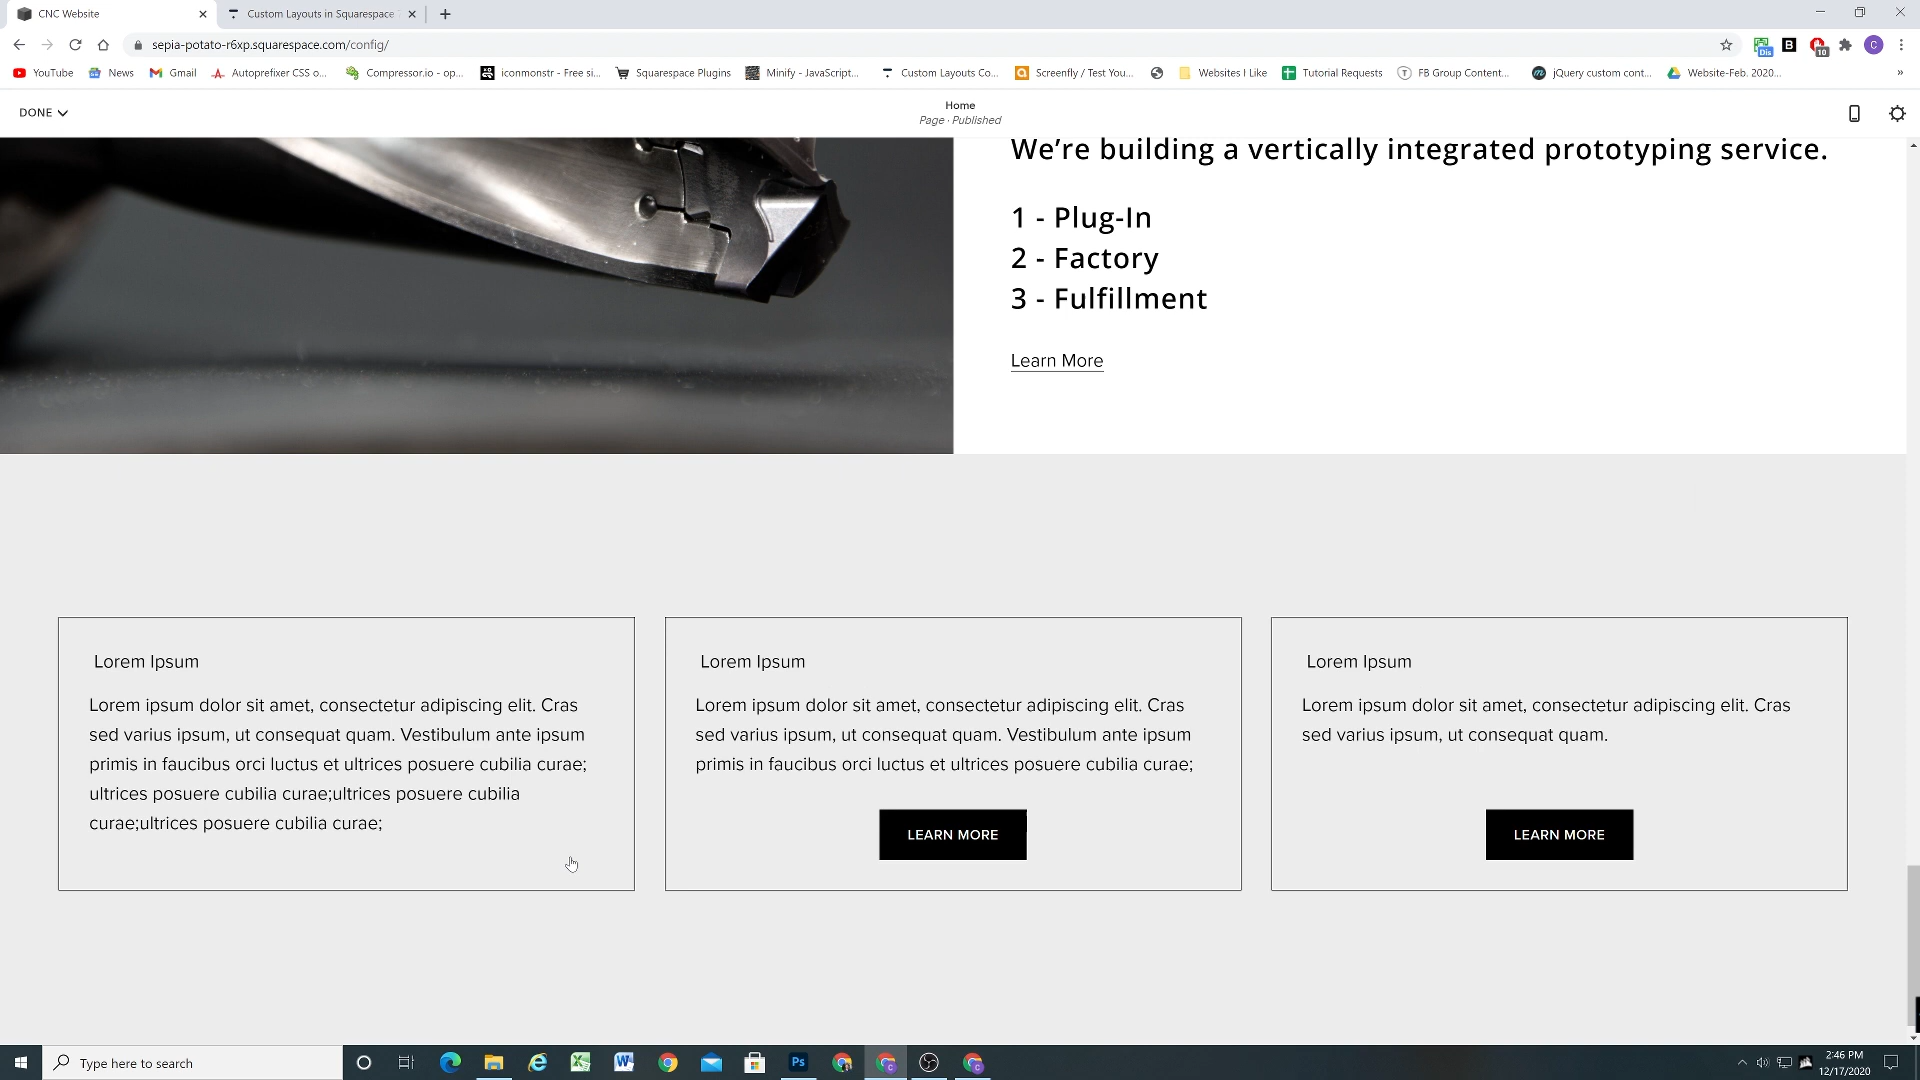 CNC Website
Custom Layouts in Squarespace
sepia-potato-r6xp.squarespace.com/config/
Dis
B
10
C
YouTube
News
Gmail
Autoprefixer CSS o...
Compressor.io - op...
iconmonstr - Free si...
Squarespace Plugins
Minify - JavaScript...
Custom Layouts Co...
Screenfly / Test You...
Websites I Like
Tutorial Requests
FB Group Content...
jQuery custom cont...
Website-Feb. 2020...
DONE
Home
Page · Published
We're building a vertically integrated prototyping service.
1 - Plug-In
2 - Factory
3 - Fulfillment
Learn More
Lorem Ipsum
Lorem ipsum dolor sit amet, consectetur adipiscing elit. Cras
sed varius ipsum, ut consequat quam. Vestibulum ante ipsum
primis in faucibus orci luctus et ultrices posuere cubilia curae;
ultrices posuere cubilia curae;ultrices posuere cubilia
curae;ultrices posuere cubilia curae;
Lorem Ipsum
Lorem ipsum dolor sit amet, consectetur adipiscing elit. Cras
sed varius ipsum, ut consequat quam. Vestibulum ante ipsum
primis in faucibus orci luctus et ultrices posuere cubilia curae;
LEARN MORE
Lorem Ipsum
Lorem ipsum dolor sit amet, consectetur adipiscing elit. Cras
sed varius ipsum, ut consequat quam.
LEARN MORE
Type here to search
Ps
2:46 PM
12/17/2020